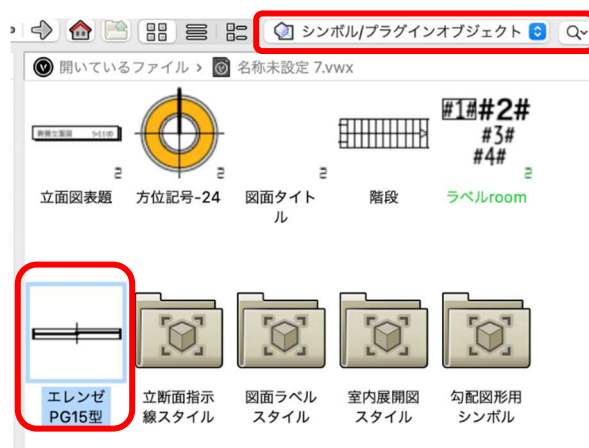 シンボル/プラグインオブジェクト
開いているファイル › 名称未設定 7.vwx
#1# #2#
#3#
#4#
2 2 2 2
立面図表題 方位記号-24 図面タイト
ル 階段 ラベルroom
エレンゼ
PG15型 立断面指示
線スタイル 図面ラベル
スタイル 室内展開図
スタイル 勾配図形用
シンボル